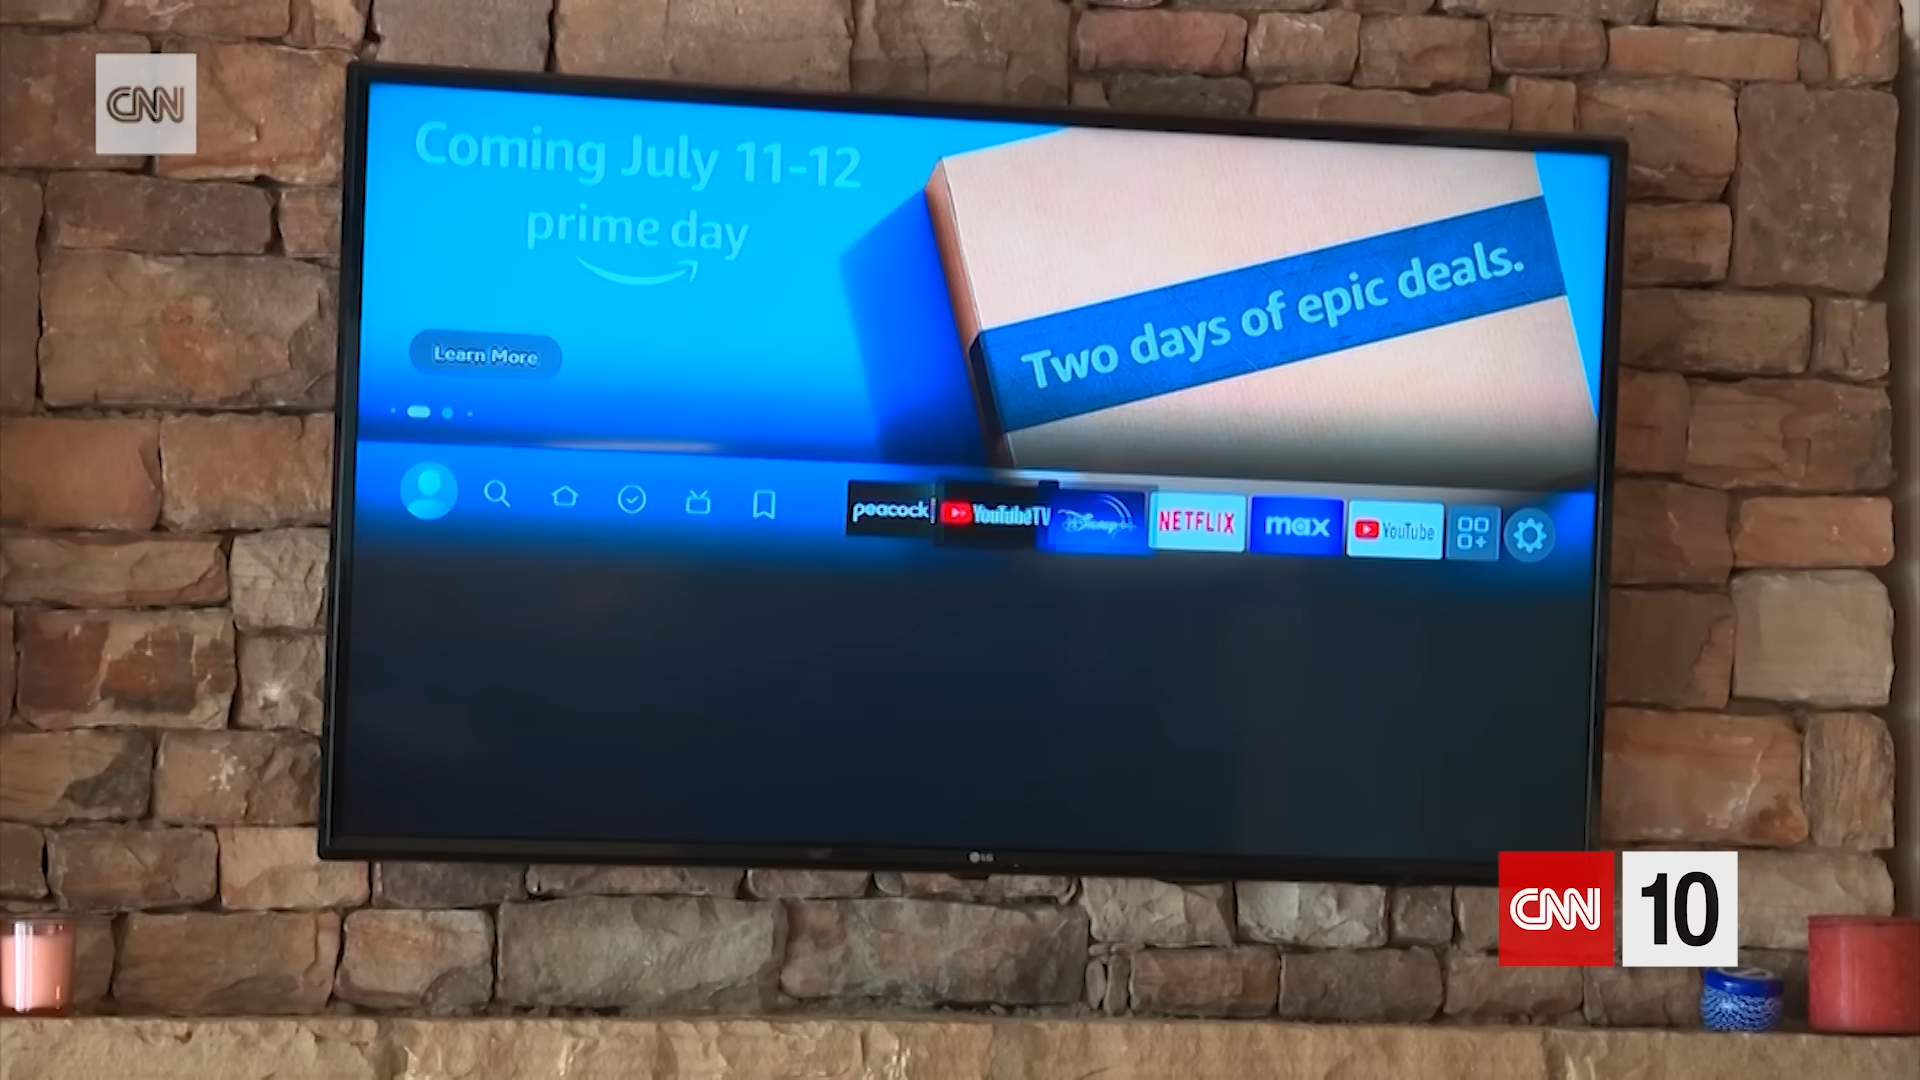 CNN
Coming July 11-12
prime day
Two days of epic deals.
Learn More
peacock
YouTubeTV
Disney+
NETFLIX
max
YouTube
LG
CNN 10